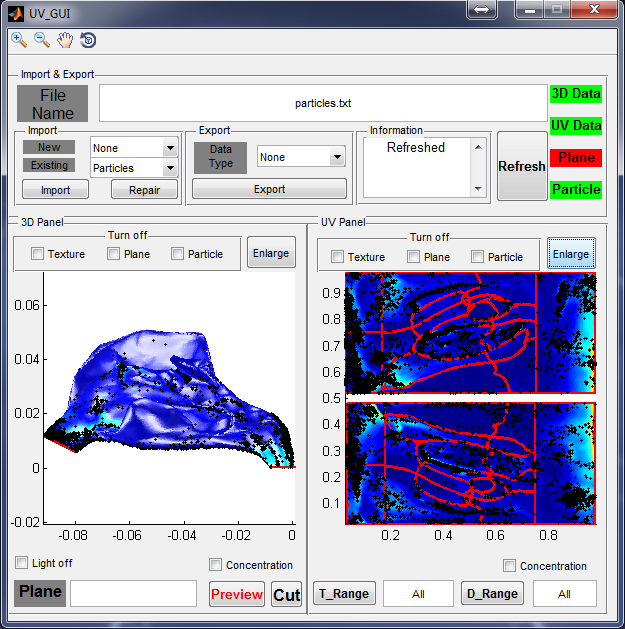 UV_GUI
Import & Export
File Name
particles.txt
3D Data
UV Data
Plane
Particle
Import
New
None
Existing
Particles
Import
Repair
Export
Data Type
None
Export
Information
Refreshed
Refresh
3D Panel
Turn off
Texture
Plane
Particle
Enlarge
0.06
0.04
0.02
0
-0.02
-0.08
-0.06
-0.04
-0.02
0
Light off
Concentration
Plane
Preview
Cut
UV Panel
Turn off
Texture
Plane
Particle
Enlarge
0.9
0.8
0.7
0.6
0.5
0.4
0.3
0.2
0.1
0.2
0.4
0.6
0.8
Concentration
T_Range
All
D_Range
All